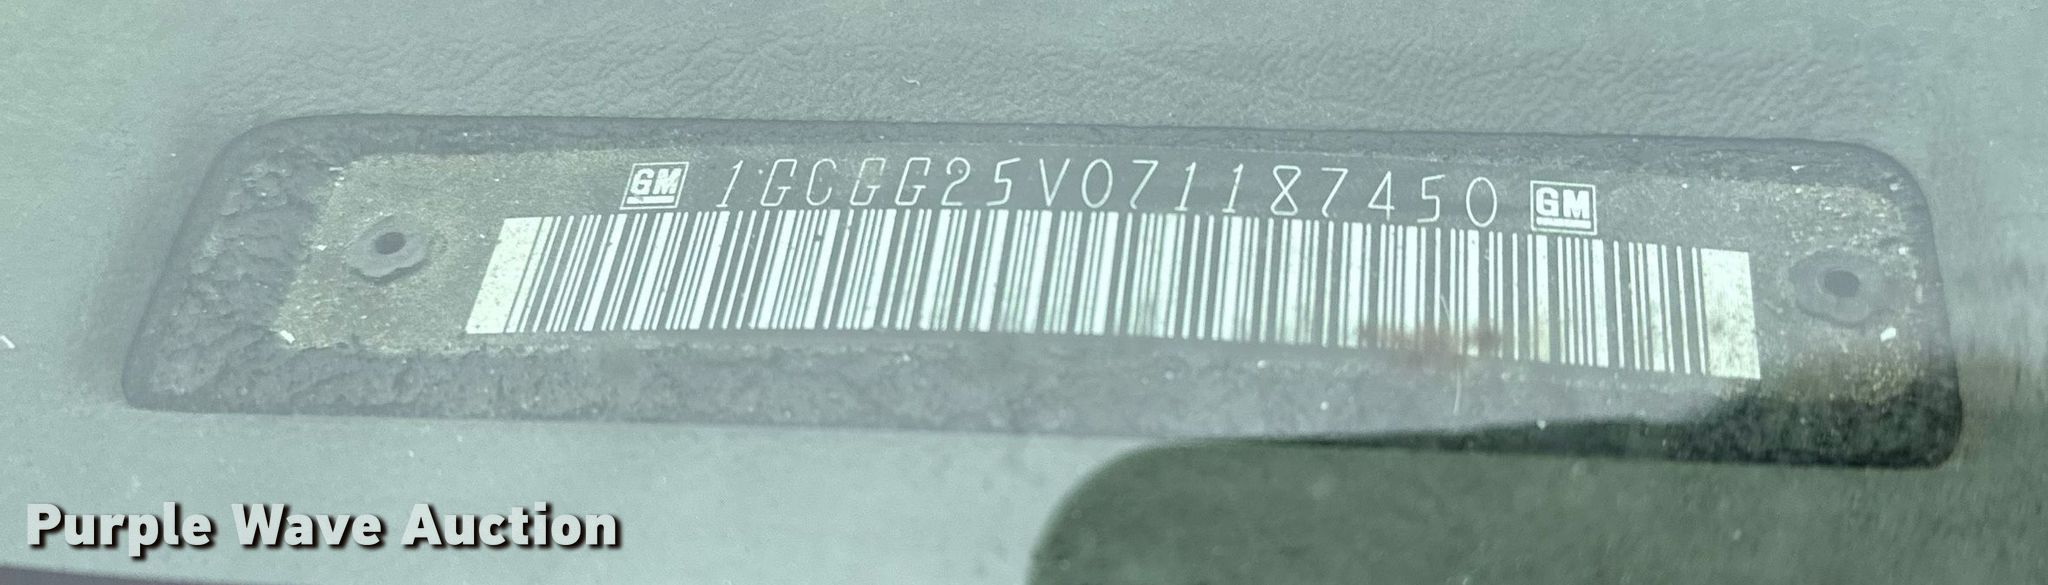 GM 1GCGG25V071187450 GM
Purple Wave Auction